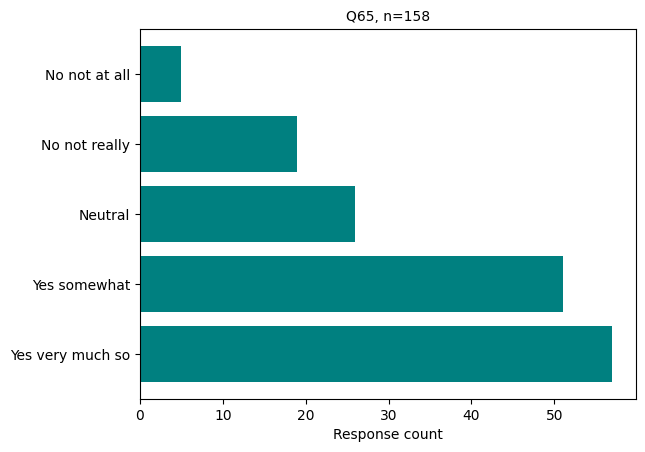 Q65, n=158
No not at all
No not really
Neutral
Yes somewhat
Yes very much so
0 10 20 30 40 50
Response count